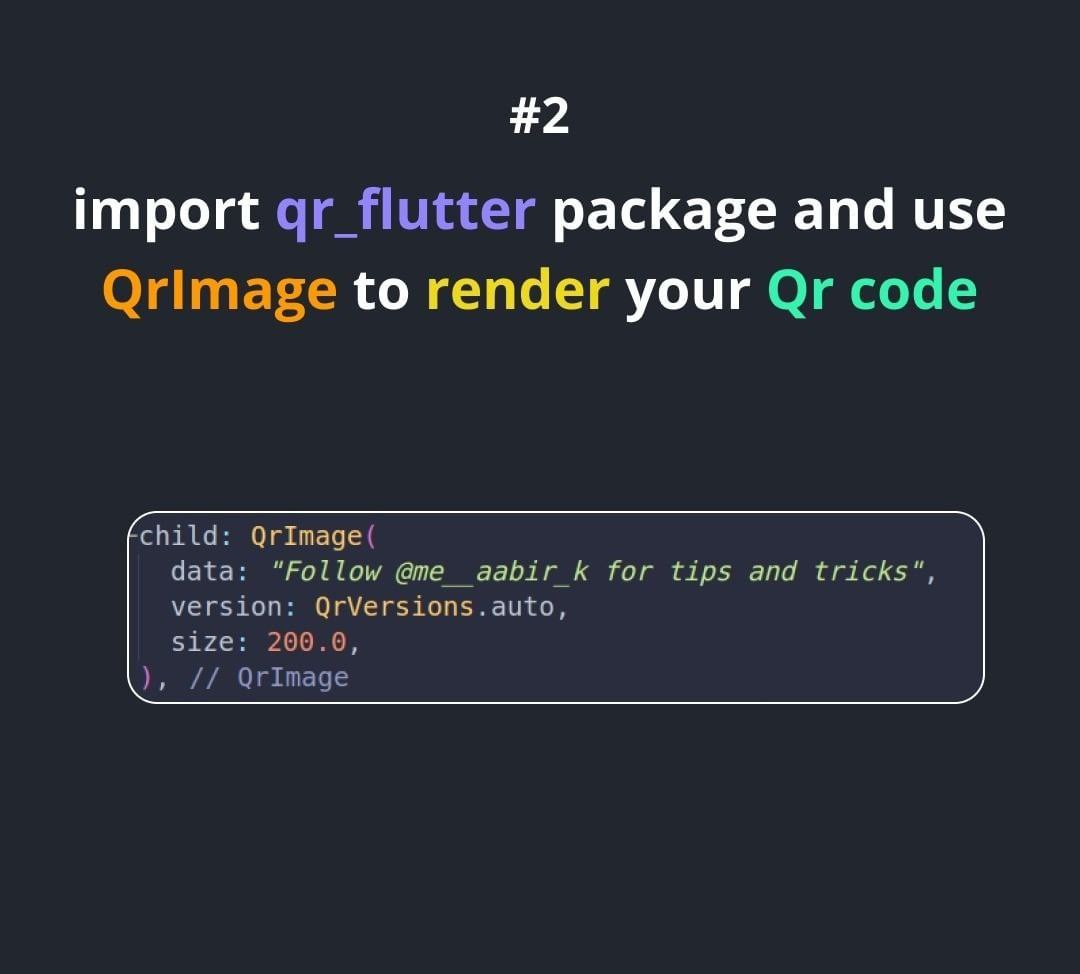 #2
import qr_flutter package and use
QrImage to render your Qr code
child: QrImage(
data: "Follow @me__aabir_k for tips and tricks",
version: QrVersions.auto,
size: 200.0,
), // QrImage